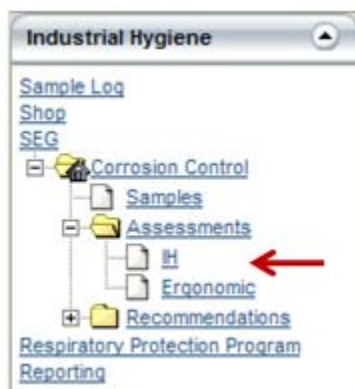 Industrial Hygiene
Sample Log
Shop
SEG
Corrosion Control
Samples
Assessments
IH
Ergonomic
Recommendations
Respiratory Protection Program
Reporting